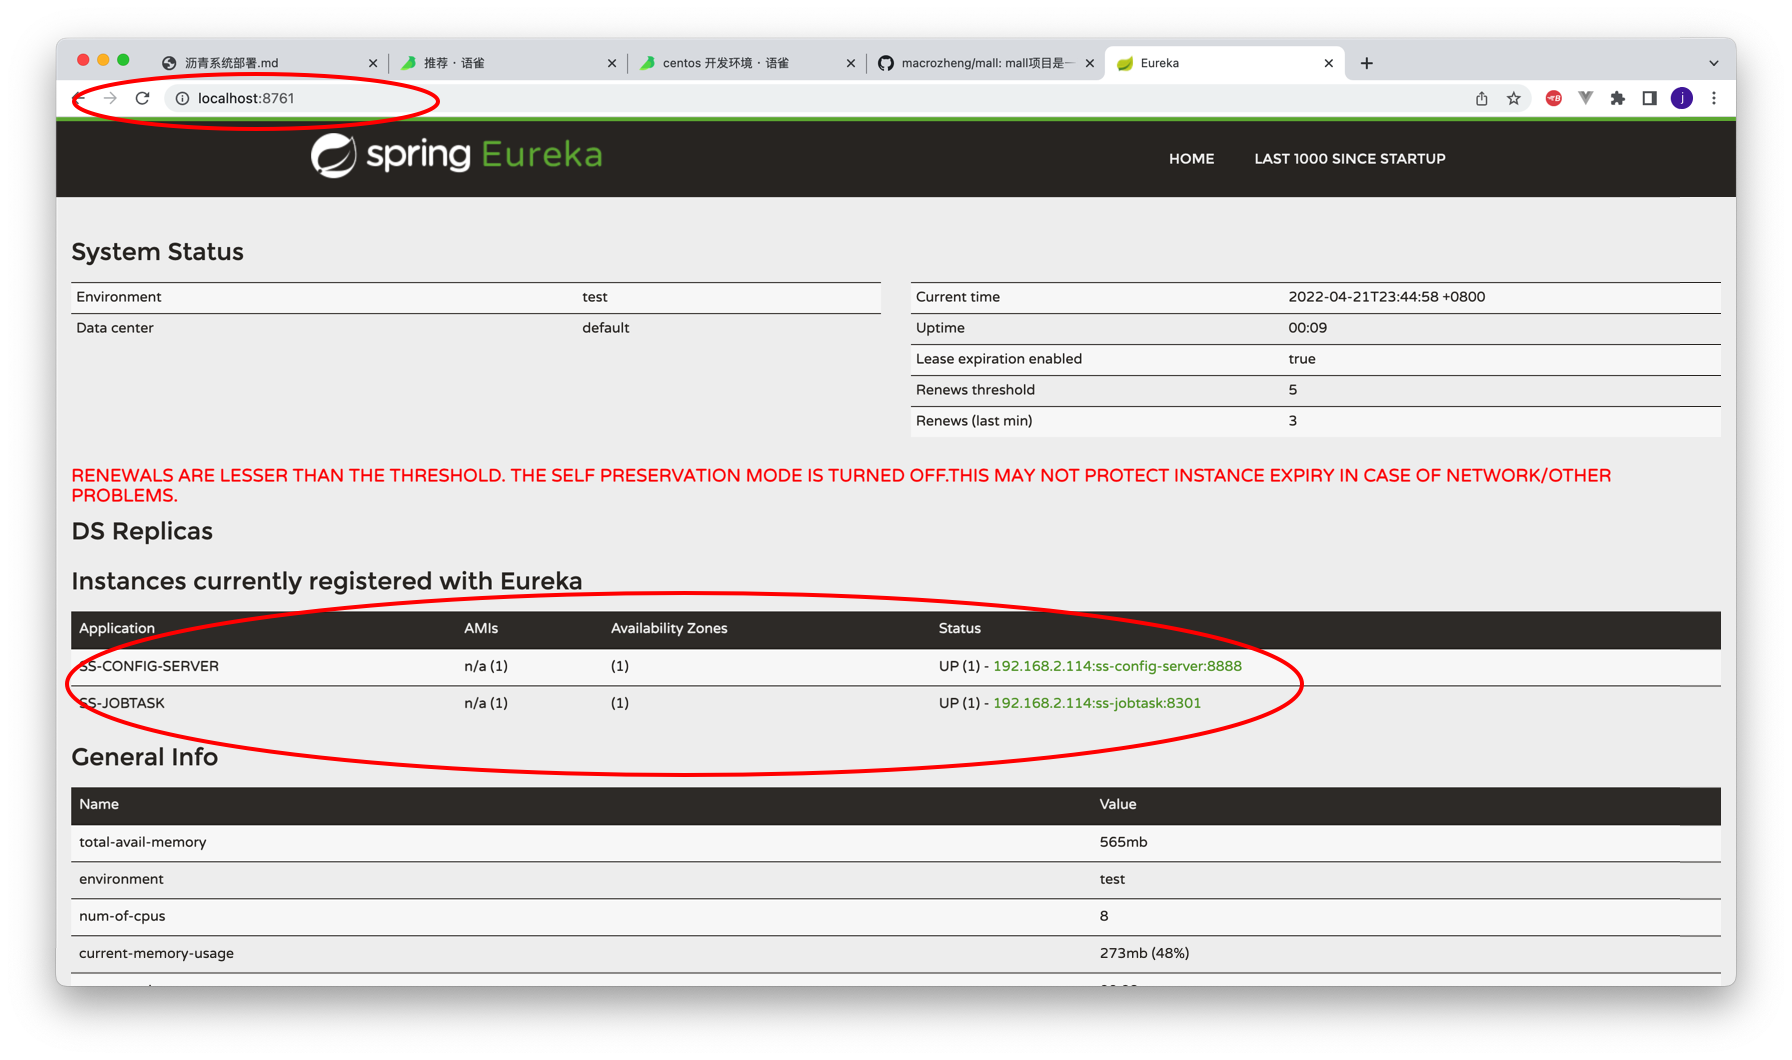 沥青系统部署.md
推荐 · 语雀
centos 开发环境 · 语雀
macrozheng/mall: mall项目是一
Eureka
localhost:8761
j
spring Eureka
HOME
LAST 1000 SINCE STARTUP
System Status
Environment test
Data center default
Current time 2022-04-21T23:44:58 +0800
Uptime 00:09
Lease expiration enabled true
Renews threshold 5
Renews (last min) 3
RENEWALS ARE LESSER THAN THE THRESHOLD. THE SELF PRESERVATION MODE IS TURNED OFF.THIS MAY NOT PROTECT INSTANCE EXPIRY IN CASE OF NETWORK/OTHER
PROBLEMS.
DS Replicas
Instances currently registered with Eureka
Application AMIs Availability Zones Status
SS-CONFIG-SERVER n/a (1) (1) UP (1) - 192.168.2.114:ss-config-server:8888
SS-JOBTASK n/a (1) (1) UP (1) - 192.168.2.114:ss-jobtask:8301
General Info
Name Value
total-avail-memory 565mb
environment test
num-of-cpus 8
current-memory-usage 273mb (48%)